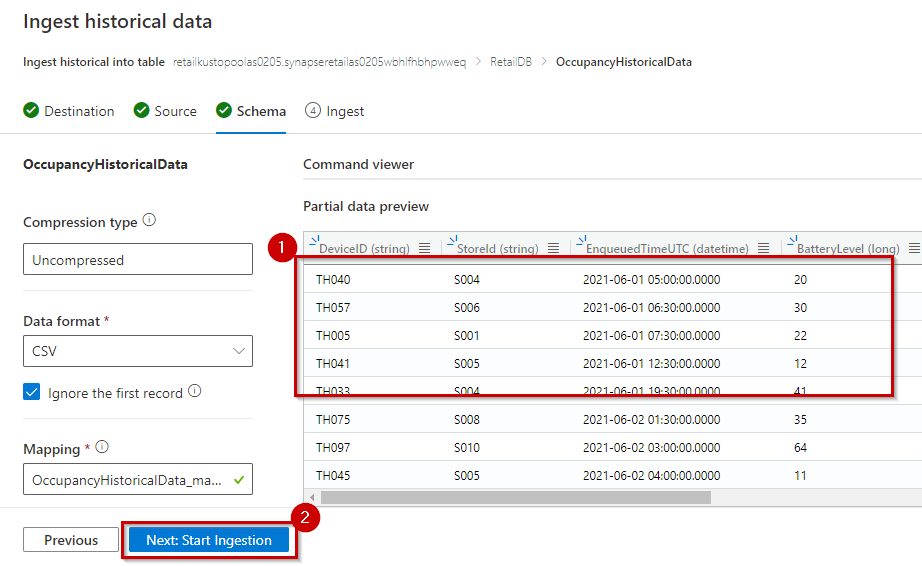 Ingest historical data
Ingest historical into table retailkustopoolas0205.synapseretailas0205wbhlfhbhpwweq > RetailDB > OccupancyHistoricalData
Destination Source Schema 4 Ingest
OccupancyHistoricalData
Compression type
Uncompressed
Data format *
CSV
Ignore the first record
Mapping *
OccupancyHistoricalData_ma...
Command viewer
Partial data preview
1
DeviceID (string) StoreId (string) EnqueuedTimeUTC (datetime) BatteryLevel (long)
TH040 S004 2021-06-01 05:00:00.0000 20
TH057 S006 2021-06-01 06:30:00.0000 30
TH005 S001 2021-06-01 07:30:00.0000 22
TH041 S005 2021-06-01 12:30:00.0000 12
TH033 S004 2021-06-01 19:30:00.0000 41
TH075 S008 2021-06-02 01:30:00.0000 35
TH097 S010 2021-06-02 03:00:00.0000 64
TH045 S005 2021-06-02 04:00:00.0000 11
2
Previous Next: Start Ingestion